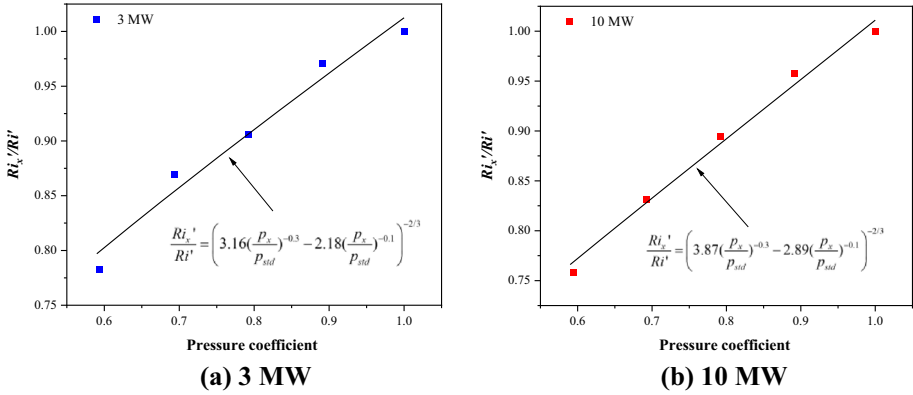 3 MW
1.00
0.95
0.90
0.85
0.80
0.75
Ri_x'/Ri'
Ri_x'/Ri' = (3.16(p_x/p_std)^-0.3 − 2.18(p_x/p_std)^-0.1)^-2/3
0.6 0.7 0.8 0.9 1.0
Pressure coefficient
(a) 3 MW
10 MW
1.00
0.95
0.90
0.85
0.80
0.75
Ri_x'/Ri'
Ri_x'/Ri' = (3.87(p_x/p_std)^-0.3 − 2.89(p_x/p_std)^-0.1)^-2/3
0.6 0.7 0.8 0.9 1.0
Pressure coefficient
(b) 10 MW